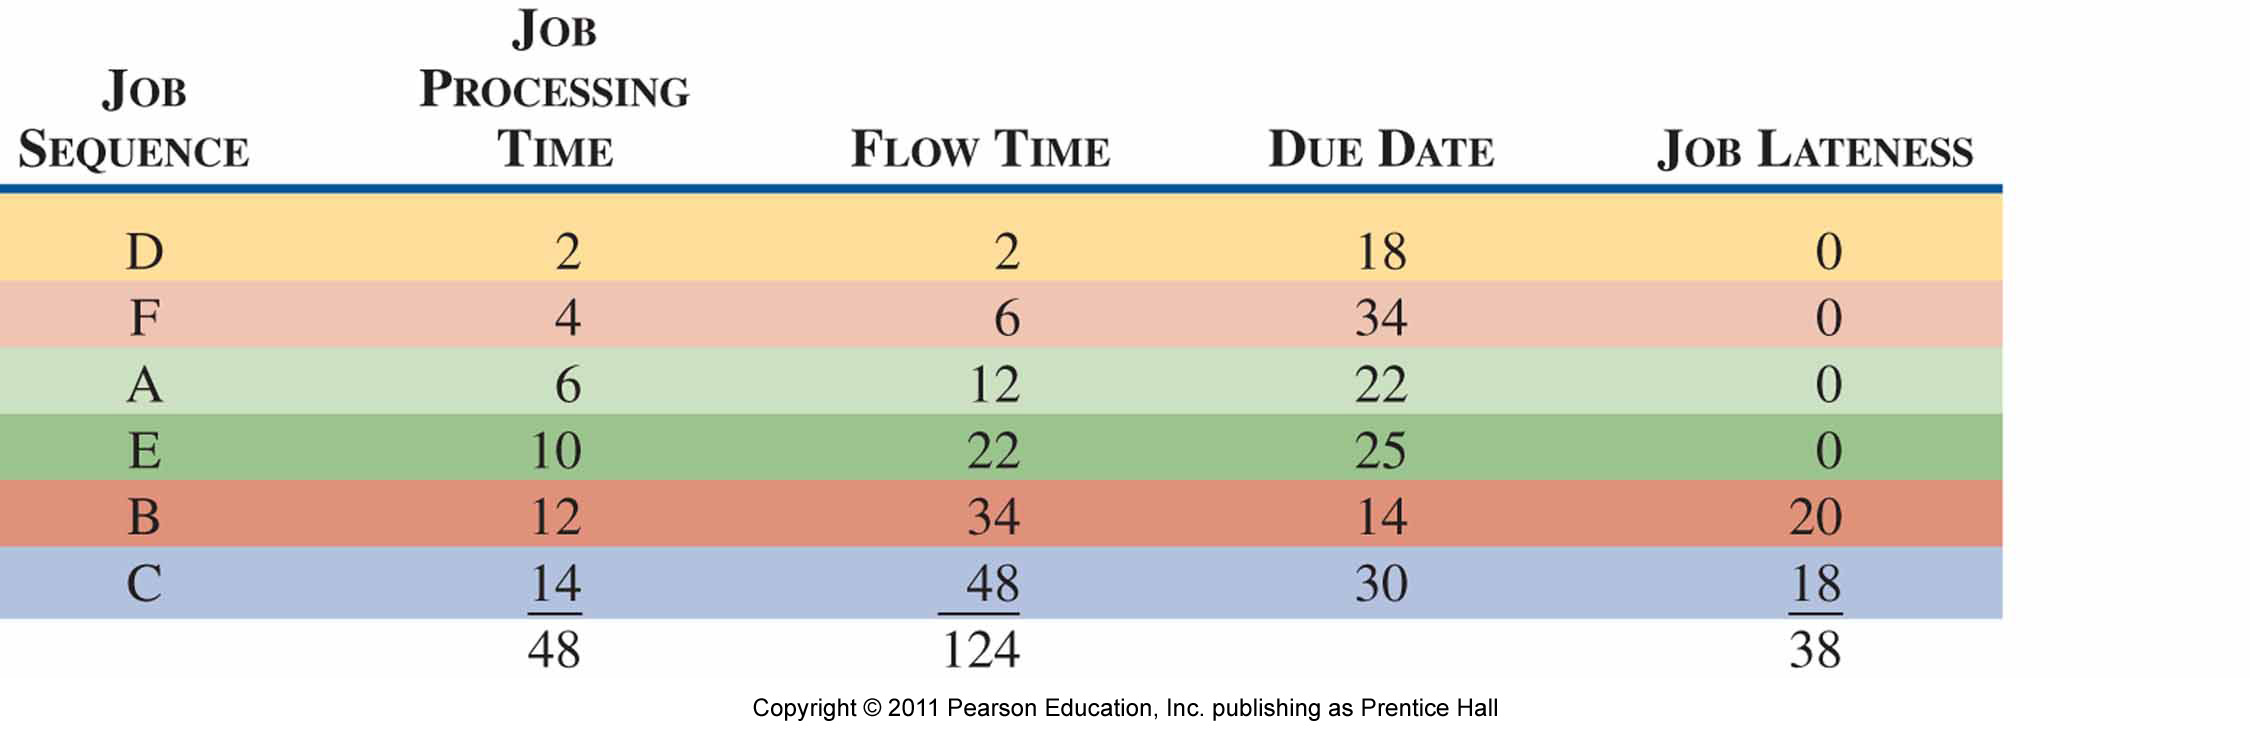 JOB
JOB PROCESSING
SEQUENCE TIME FLOW TIME DUE DATE JOB LATENESS
D 2 2 18 0
F 4 6 34 0
A 6 12 22 0
E 10 22 25 0
B 12 34 14 20
C 14 48 30 18
48 124 38
Copyright © 2011 Pearson Education, Inc. publishing as Prentice Hall